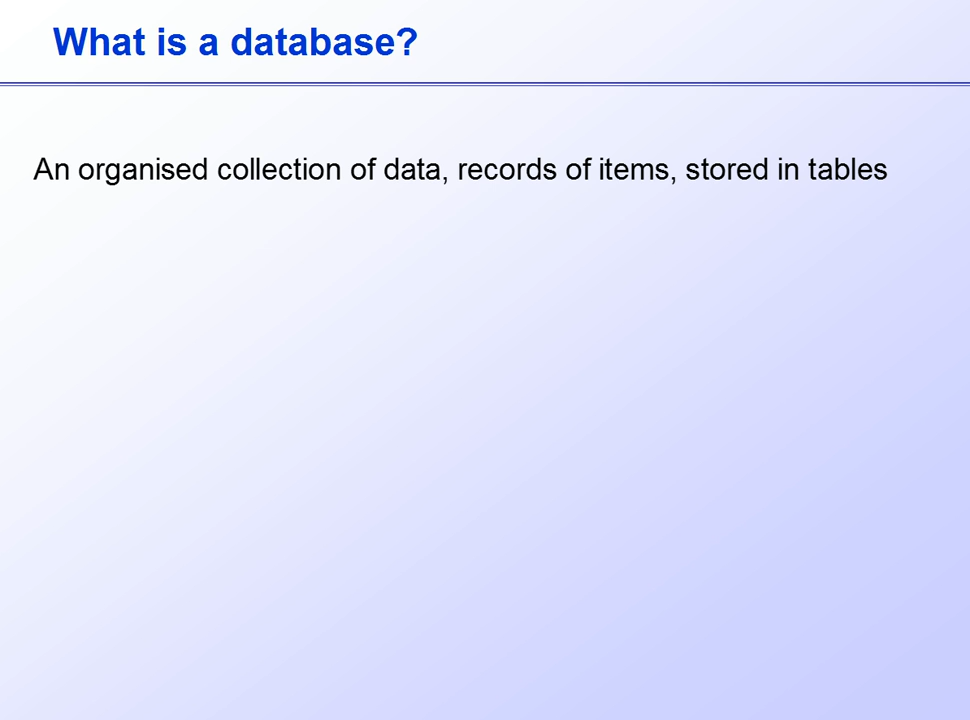 What is a database?
An organised collection of data, records of items, stored in tables